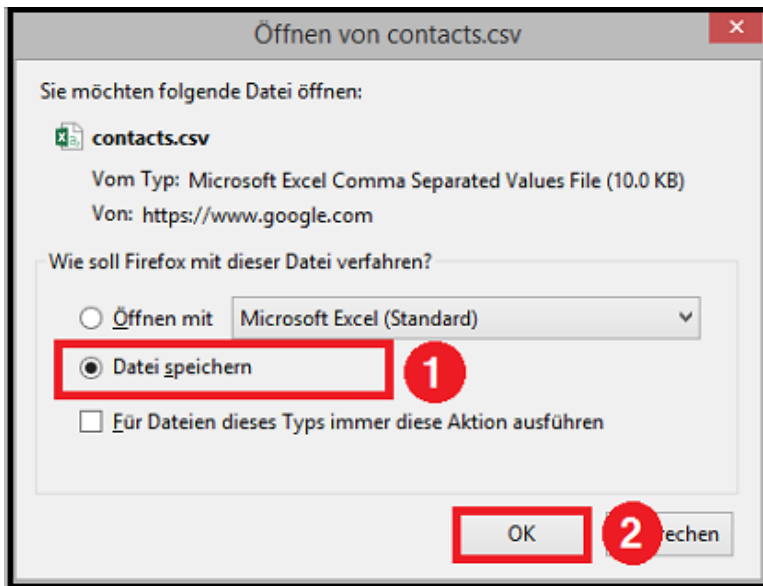 Öffnen von contacts.csv
Sie möchten folgende Datei öffnen:
contacts.csv
Vom Typ: Microsoft Excel Comma Separated Values File (10.0 KB)
Von: https://www.google.com
Wie soll Firefox mit dieser Datei verfahren?
Öffnen mit Microsoft Excel (Standard)
Datei speichern 1
Für Dateien dieses Typs immer diese Aktion ausführen
OK 2 rechen